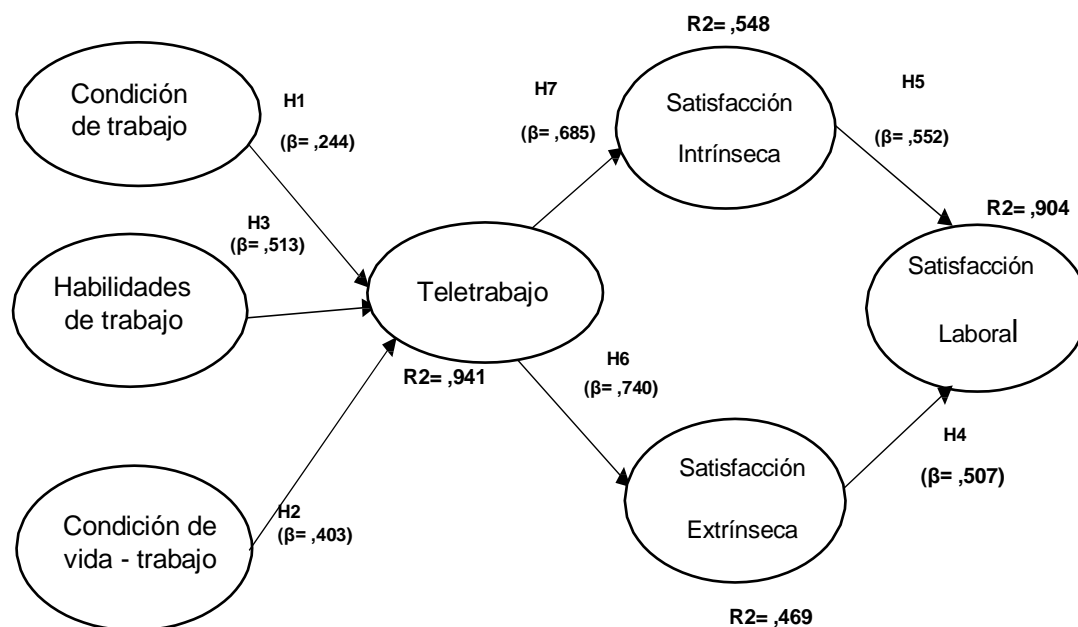 R2= ,548
Condición
de trabajo
H1
(β= ,244)
H7
(β= ,685)
Satisfacción
Intrínseca
H5
(β= ,552)
H3
(β= ,513)
R2= ,904
Habilidades
de trabajo
Teletrabajo
Satisfacción
Laboral
R2= ,941
H6
(β= ,740)
H4
(β= ,507)
Satisfacción
Extrínseca
H2
(β= ,403)
Condición de
vida - trabajo
R2= ,469